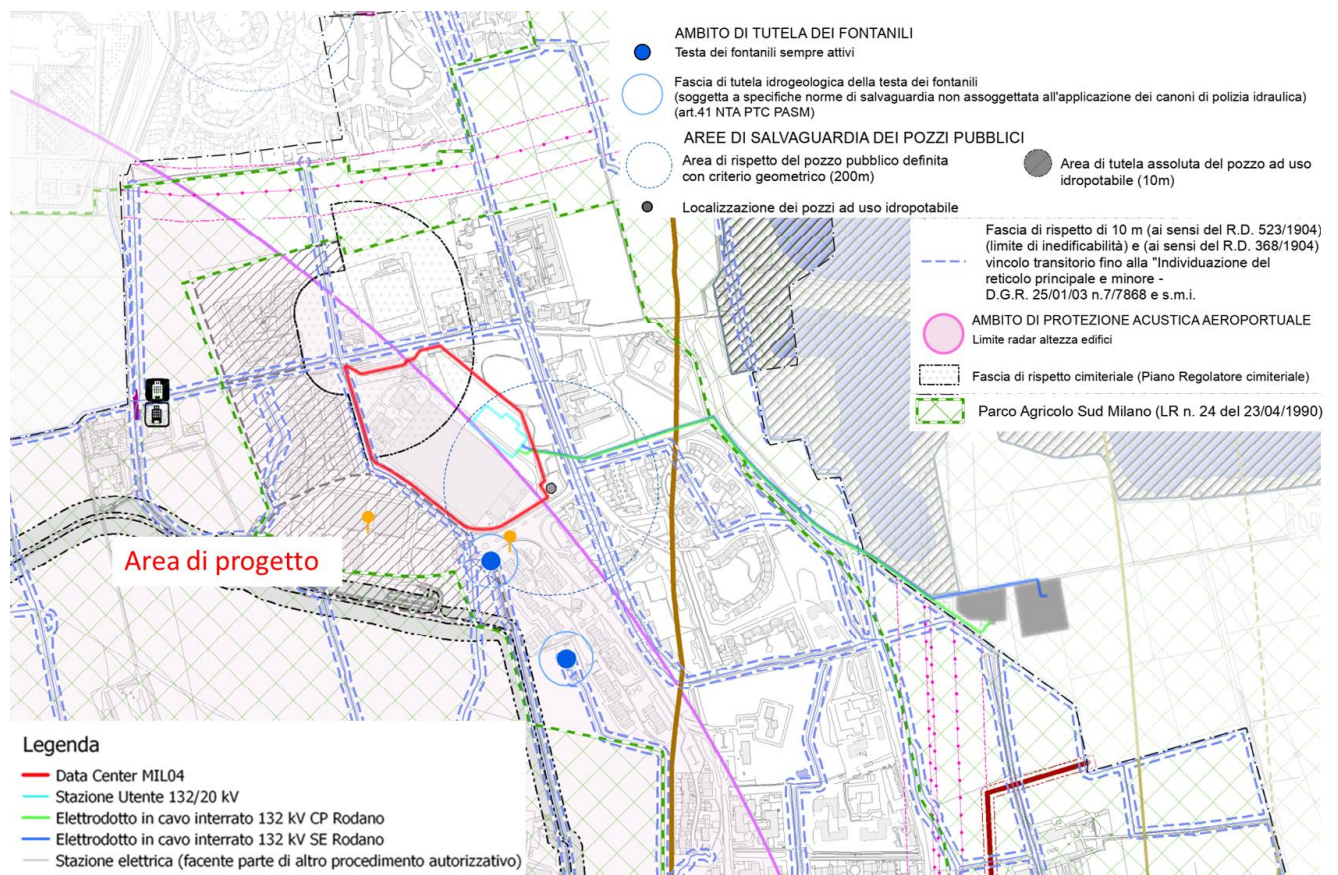 AMBITO DI TUTELA DEI FONTANILI
Testa dei fontanili sempre attivi
Fascia di tutela idrogeologica della testa dei fontanili
(soggetta a specifiche norme di salvaguardia non assoggettata all'applicazione dei canoni di polizia idraulica)
(art.41 NTA PTC PASM)
AREE DI SALVAGUARDIA DEI POZZI PUBBLICI
Area di rispetto del pozzo pubblico definita
con criterio geometrico (200m)
Area di tutela assoluta del pozzo ad uso
idropotabile (10m)
Localizzazione dei pozzi ad uso idropotabile
Fascia di rispetto di 10 m (ai sensi del R.D. 523/1904)
(limite di inedificabilità) e (ai sensi del R.D. 368/1904)
vincolo transitorio fino alla "Individuazione del
reticolo principale e minore -
D.G.R. 25/01/03 n.7/7868 e s.m.i.
AMBITO DI PROTEZIONE ACUSTICA AEROPORTUALE
Limite radar altezza edifici
Fascia di rispetto cimiteriale (Piano Regolatore cimiteriale)
Parco Agricolo Sud Milano (LR n. 24 del 23/04/1990)
Area di progetto
Legenda
Data Center MIL04
Stazione Utente 132/20 kV
Elettrodotto in cavo interrato 132 kV CP Rodano
Elettrodotto in cavo interrato 132 kV SE Rodano
Stazione elettrica (facente parte di altro procedimento autorizzativo)